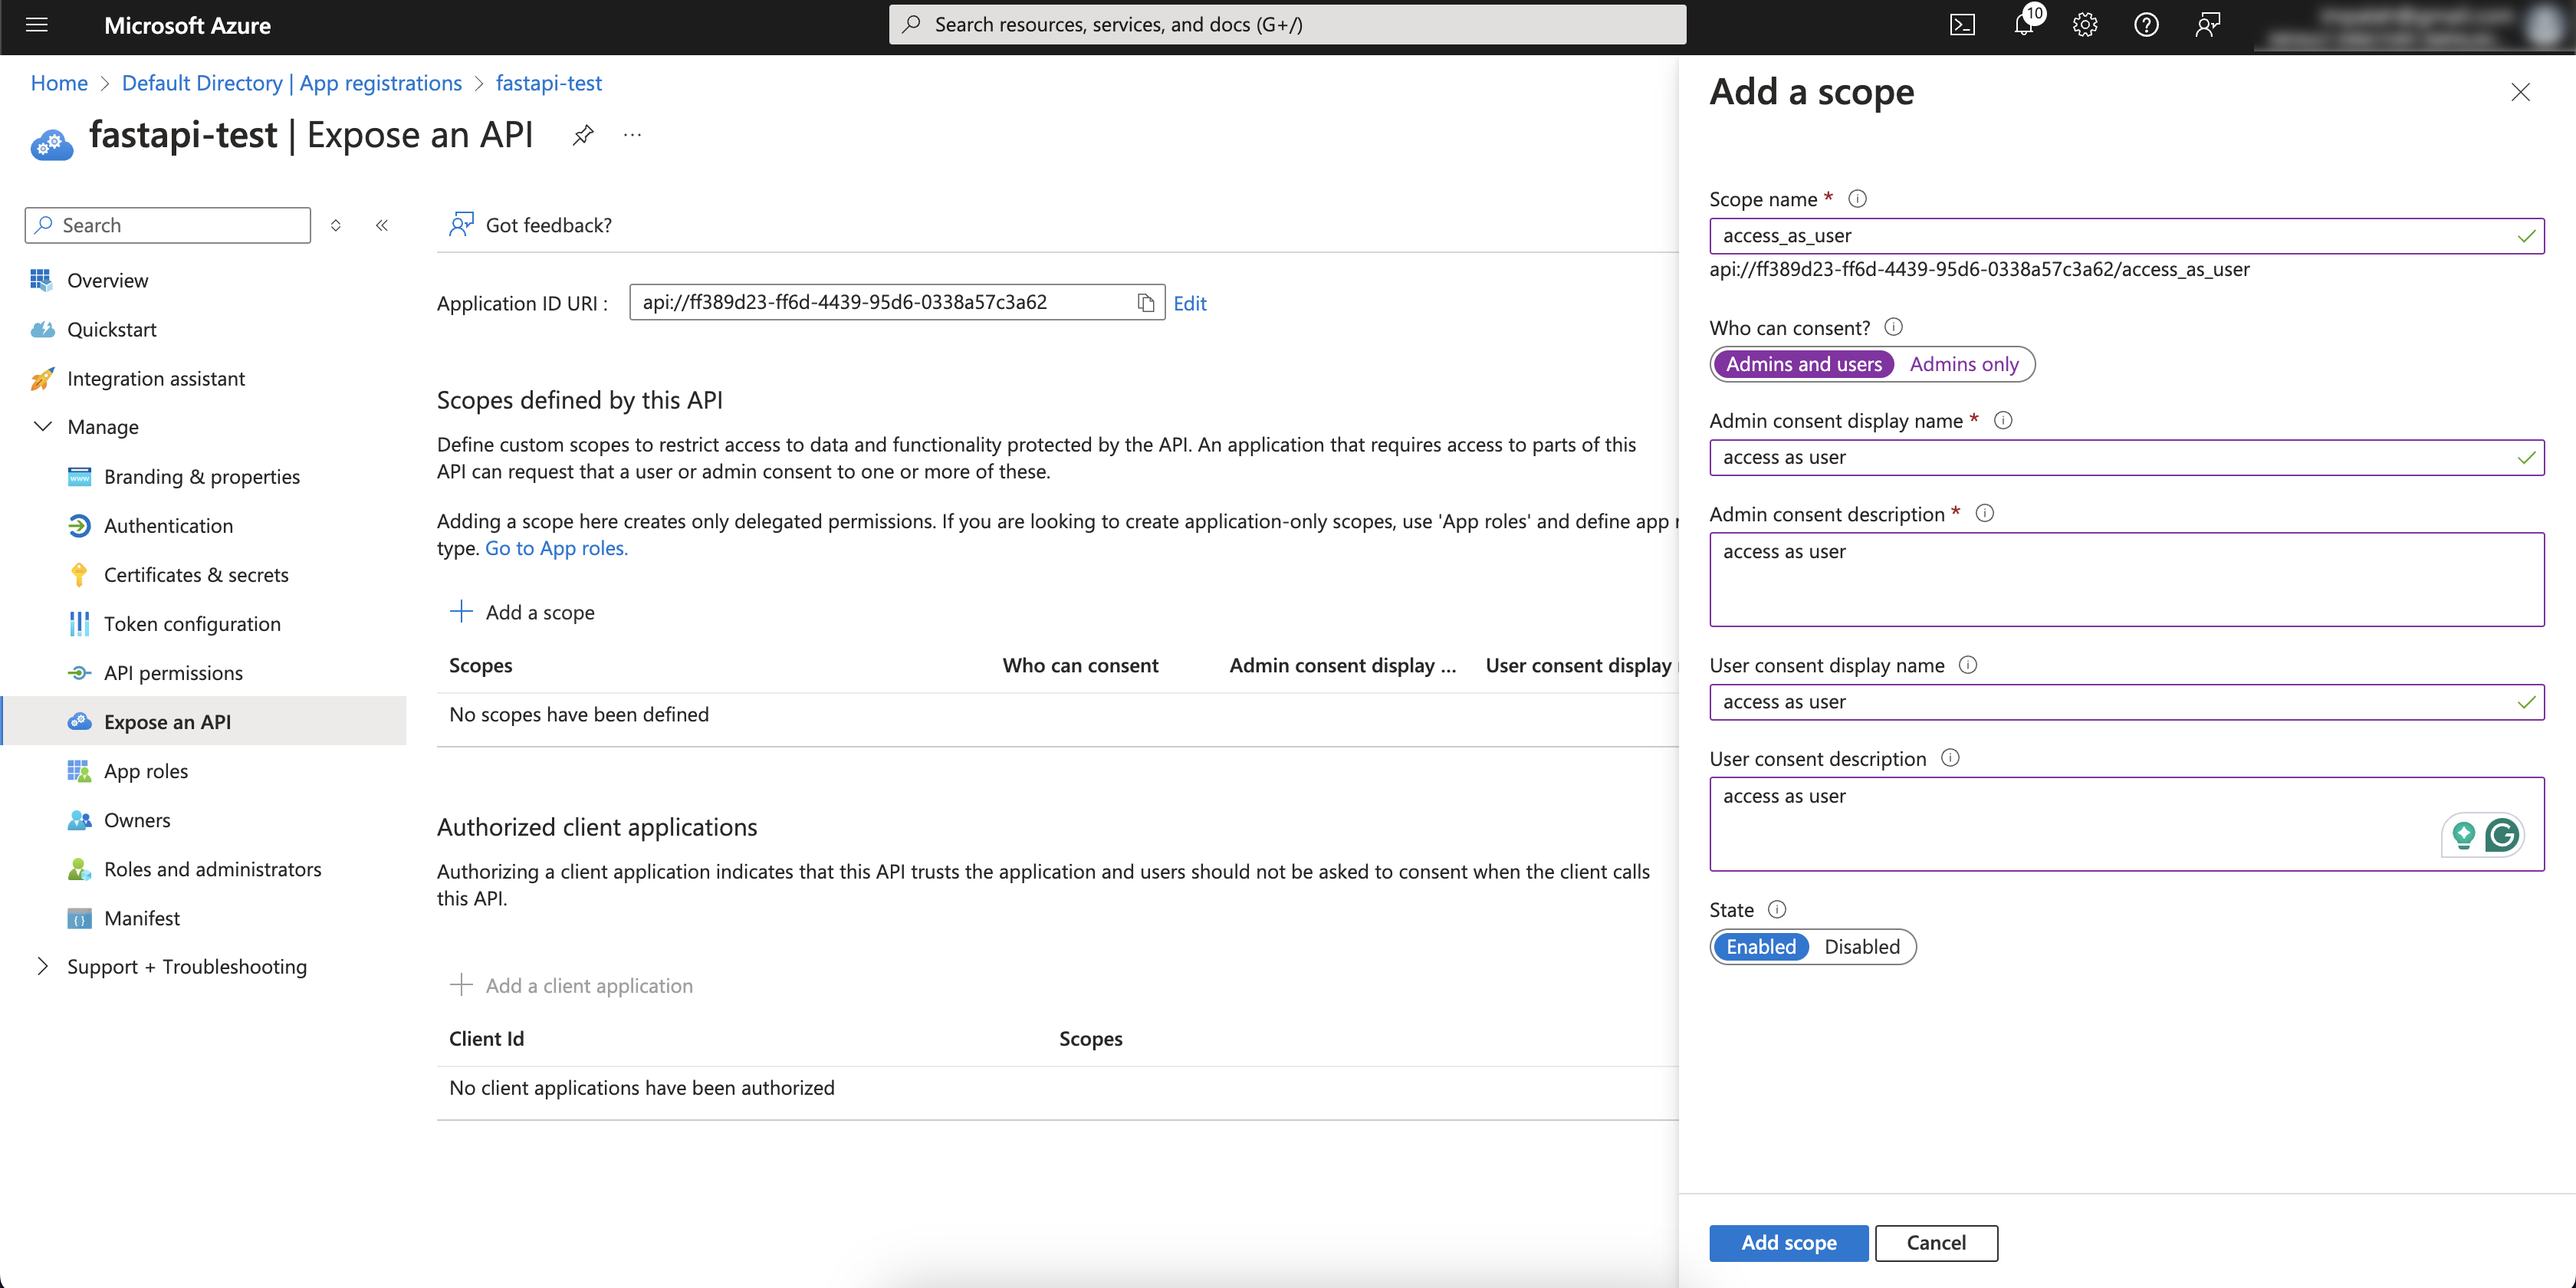 Microsoft Azure
Search resources, services, and docs (G+/)
10
Home > Default Directory | App registrations > fastapi-test
fastapi-test | Expose an API
Search
Overview
Quickstart
Integration assistant
Manage
Branding & properties
Authentication
Certificates & secrets
Token configuration
API permissions
Expose an API
App roles
Owners
Roles and administrators
Manifest
Support + Troubleshooting
Got feedback?
Application ID URI : api://ff389d23-ff6d-4439-95d6-0338a57c3a62 Edit
Scopes defined by this API
Define custom scopes to restrict access to data and functionality protected by the API. An application that requires access to parts of this
API can request that a user or admin consent to one or more of these.
Adding a scope here creates only delegated permissions. If you are looking to create application-only scopes, use 'App roles' and define app
type. Go to App roles.
Add a scope
Scopes Who can consent Admin consent display ... User consent display
No scopes have been defined
Authorized client applications
Authorizing a client application indicates that this API trusts the application and users should not be asked to consent when the client calls
this API.
Add a client application
Client Id Scopes
No client applications have been authorized
Add a scope
Scope name *
access_as_user
api://ff389d23-ff6d-4439-95d6-0338a57c3a62/access_as_user
Who can consent?
Admins and users Admins only
Admin consent display name *
access as user
Admin consent description *
access as user
User consent display name
access as user
User consent description
access as user
State
Enabled Disabled
Add scope Cancel